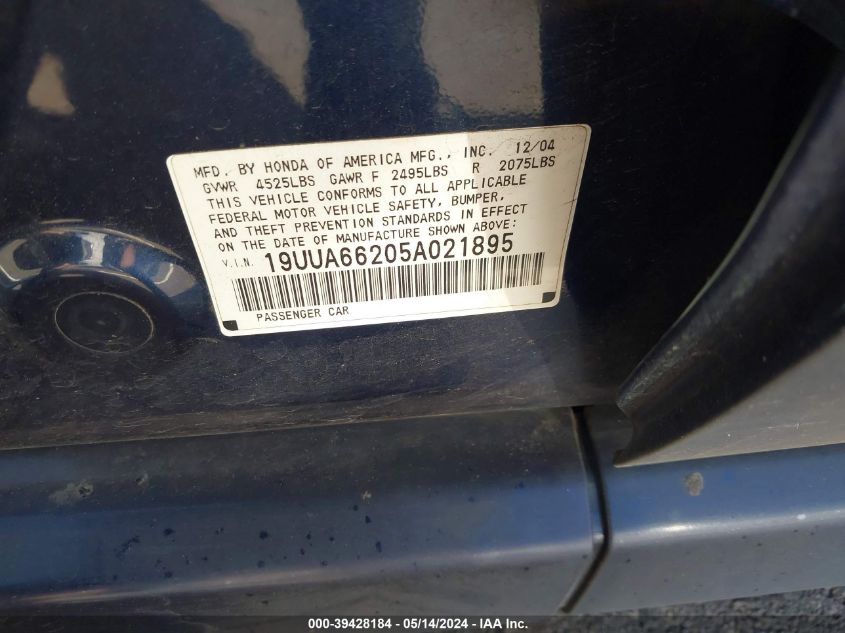 MFD. BY HONDA OF AMERICA MFG., INC. 12/04
GVWR 4525LBS GAWR F 2495LBS R 2075LBS
THIS VEHICLE CONFORMS TO ALL APPLICABLE
FEDERAL MOTOR VEHICLE SAFETY, BUMPER,
AND THEFT PREVENTION STANDARDS IN EFFECT
ON THE DATE OF MANUFACTURE SHOWN ABOVE:
V.I.N. 19UUA66205A021895
PASSENGER CAR
000-39428184 - 05/14/2024 - IAA Inc.